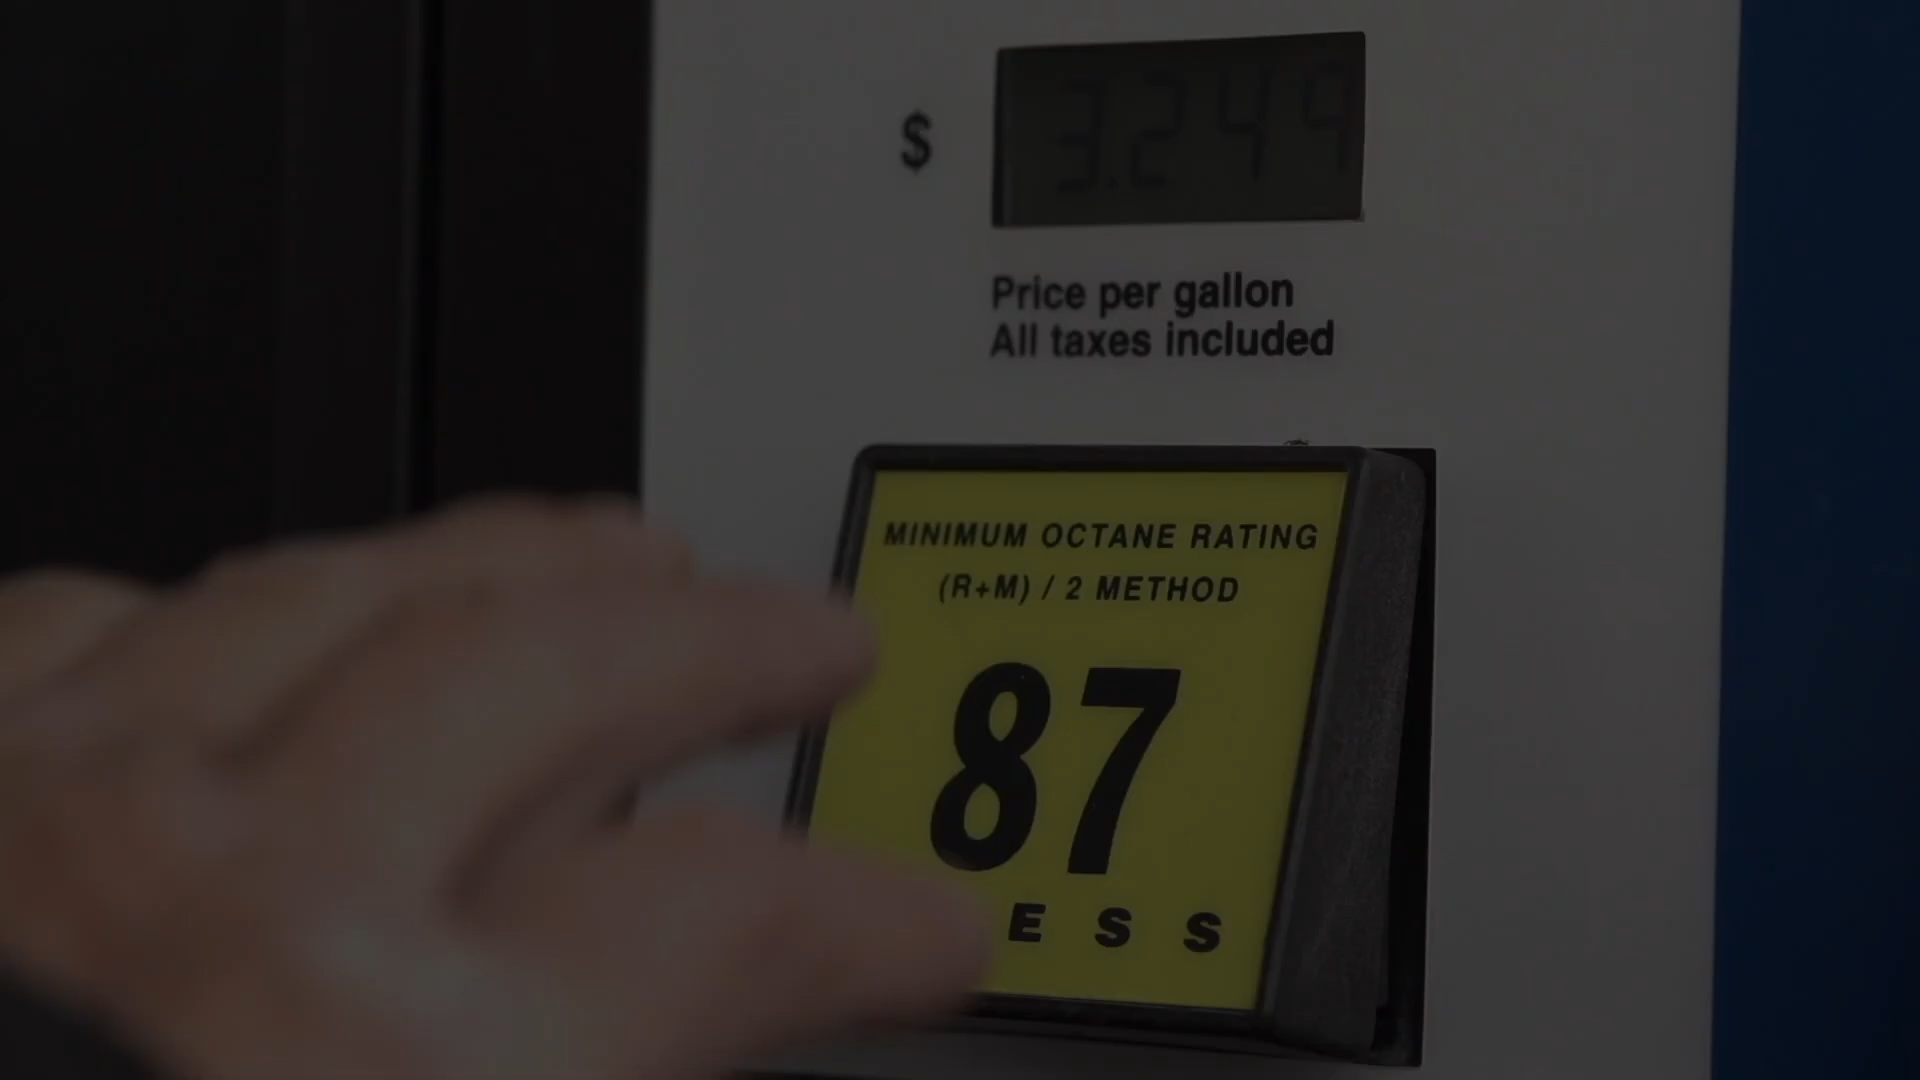 $ 3.249
Price per gallon
All taxes included
MINIMUM OCTANE RATING
(R+M) / 2 METHOD
87
E S S